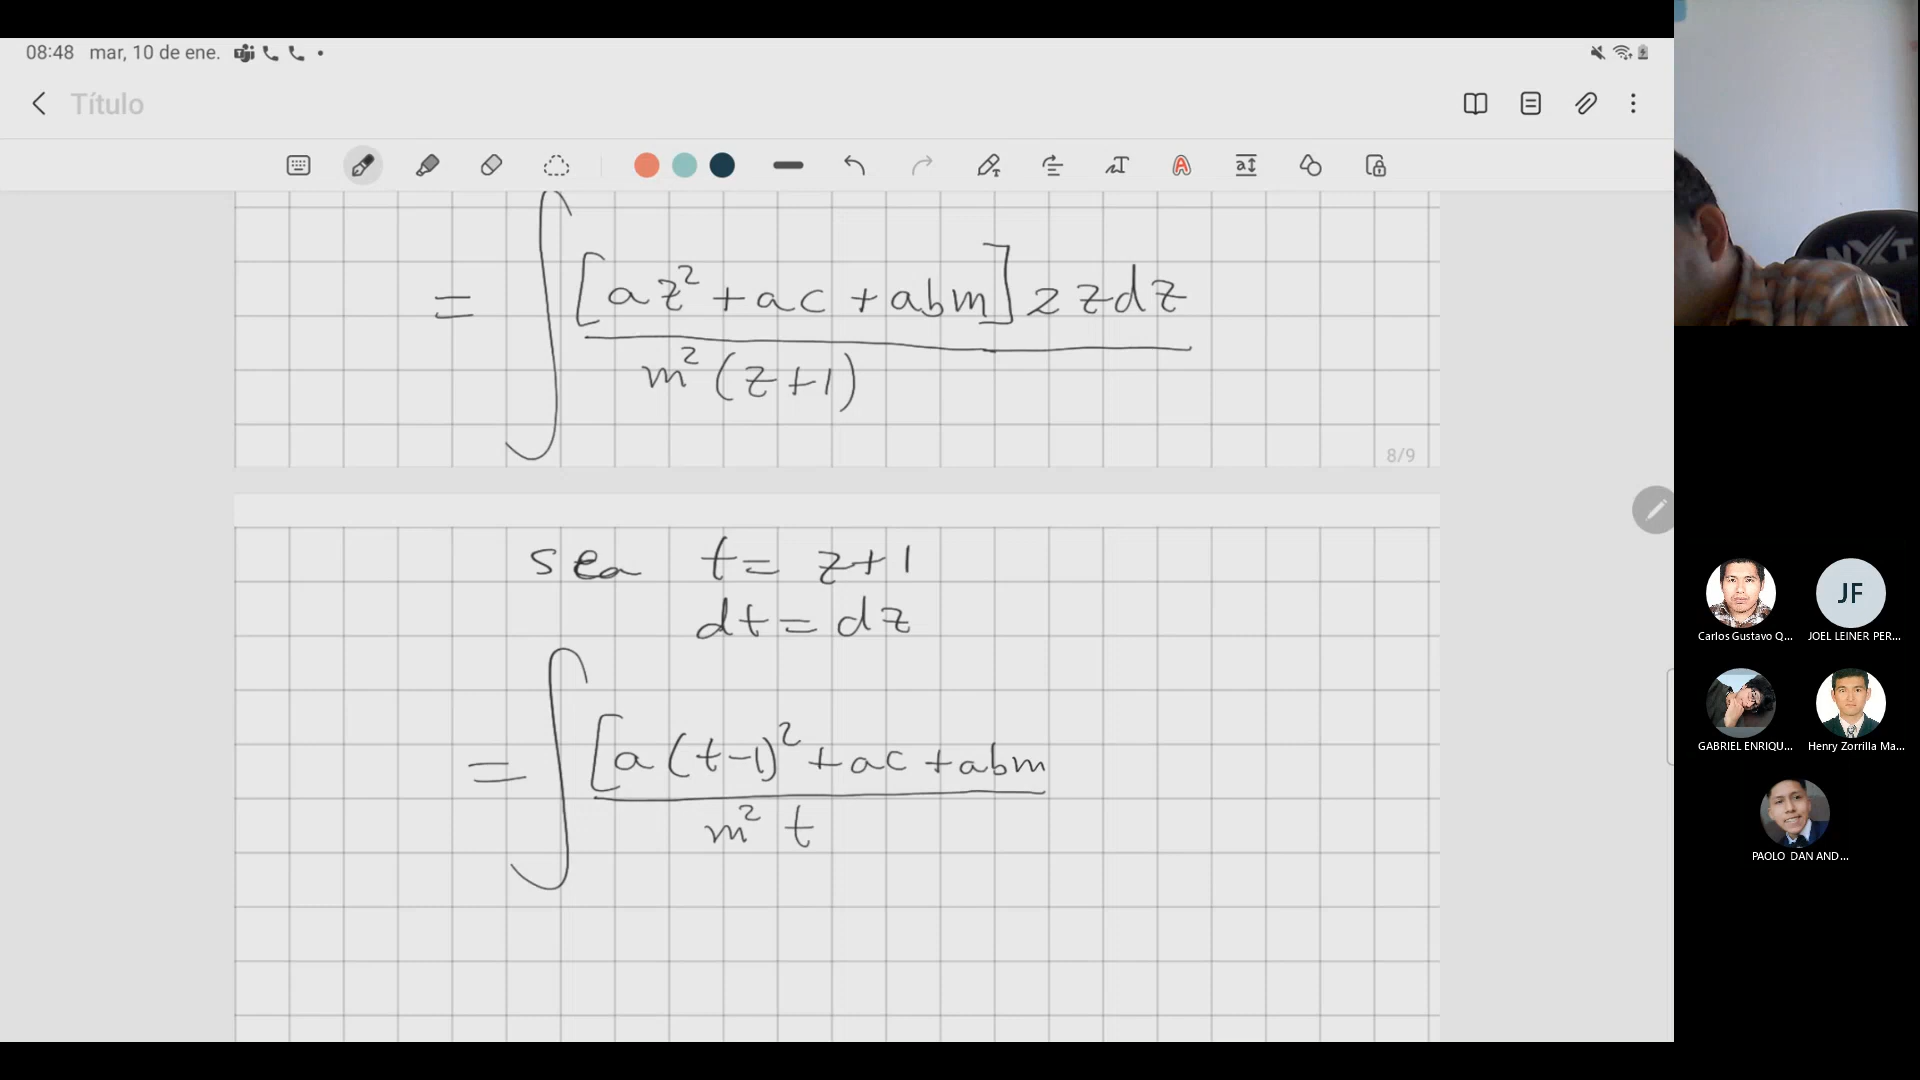 08:48 mar, 10 de ene.
Título
= ∫ [az² + ac + abm] 2 z dz
m² (z+1)
8/9
sea t = z+1
dt = dz
= ∫ [a (t-1)² + ac + abm
m² t
NXT
JF
Carlos Gustavo Q...
JOEL LEINER PER...
GABRIEL ENRIQU...
Henry Zorrilla Ma...
PAOLO DAN AND...